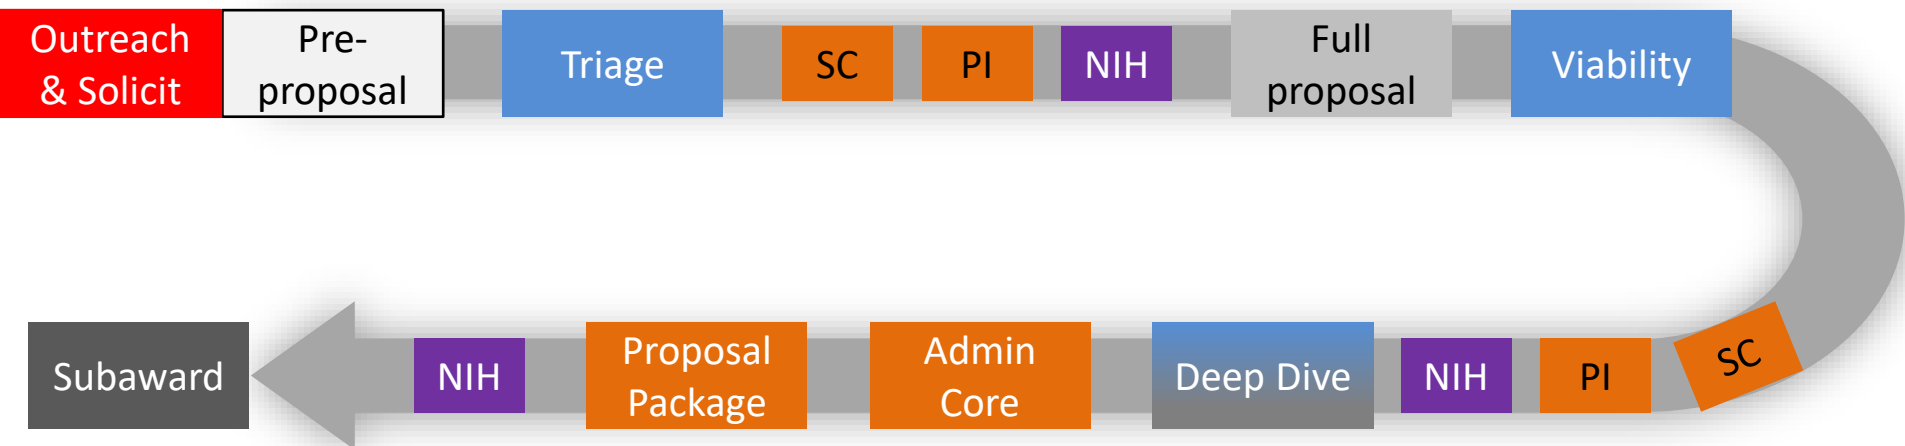 Outreach
& Solicit
Pre-
proposal
Triage
SC
PI
NIH
Full
proposal
Viability
SC
PI
NIH
Deep Dive
Admin
Core
Proposal
Package
NIH
Subaward